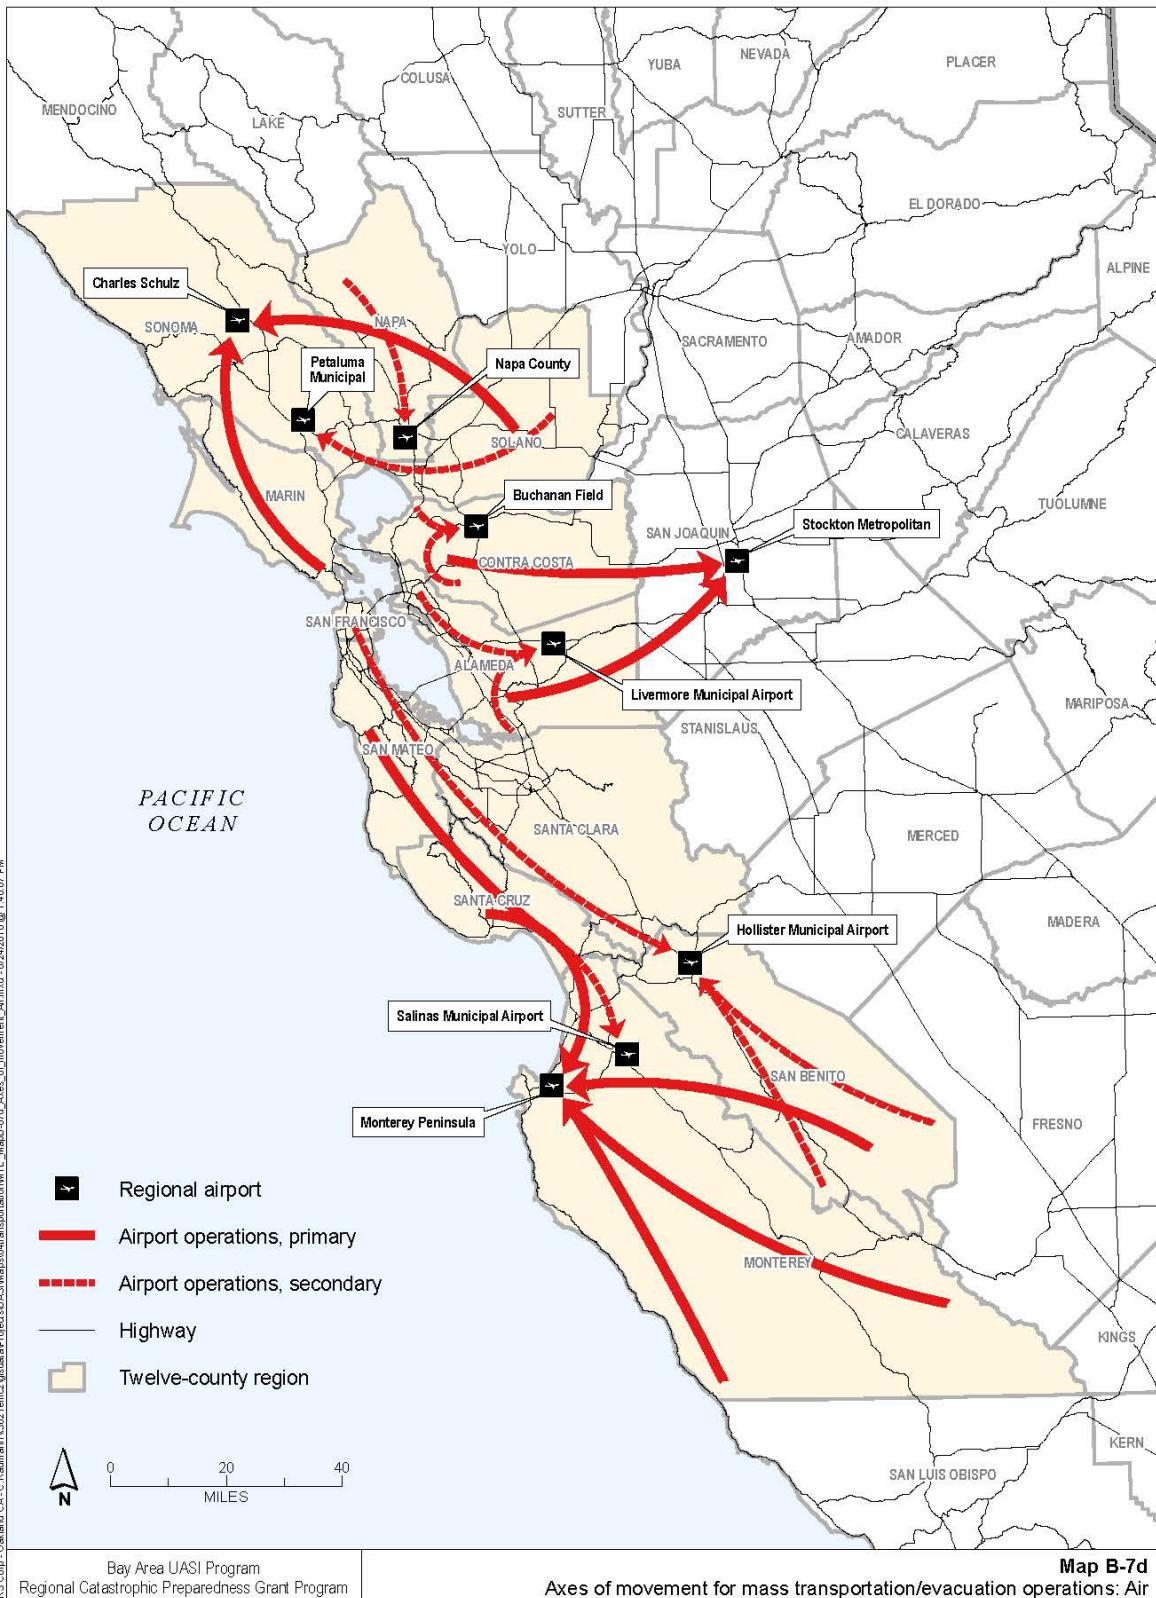 COLUSA
YUBA
NEVADA
PLACER
MENDOCINO
LAKE
SUTTER
EL DORADO
YOLO
ALPINE
Charles Schulz
SONOMA
NAPA
SACRAMENTO
AMADOR
Petaluma
Municipal
Napa County
SOLANO
CALAVERAS
MARIN
Buchanan Field
TUOLUMNE
SAN JOAQUIN
Stockton Metropolitan
CONTRA COSTA
SAN FRANCISCO
ALAMEDA
Livermore Municipal Airport
MARIPOSA
STANISLAUS
SAN MATEO
PACIFIC
OCEAN
SANTA CLARA
MERCED
SANTA CRUZ
MADERA
Hollister Municipal Airport
Salinas Municipal Airport
SAN BENITO
Monterey Peninsula
FRESNO
MONTEREY
KINGS
KERN
SAN LUIS OBISPO
Regional airport
Airport operations, primary
Airport operations, secondary
Highway
Twelve-county region
N
0 20 40
MILES
Bay Area UASI Program
Regional Catastrophic Preparedness Grant Program
Map B-7d
Axes of movement for mass transportation/evacuation operations: Air